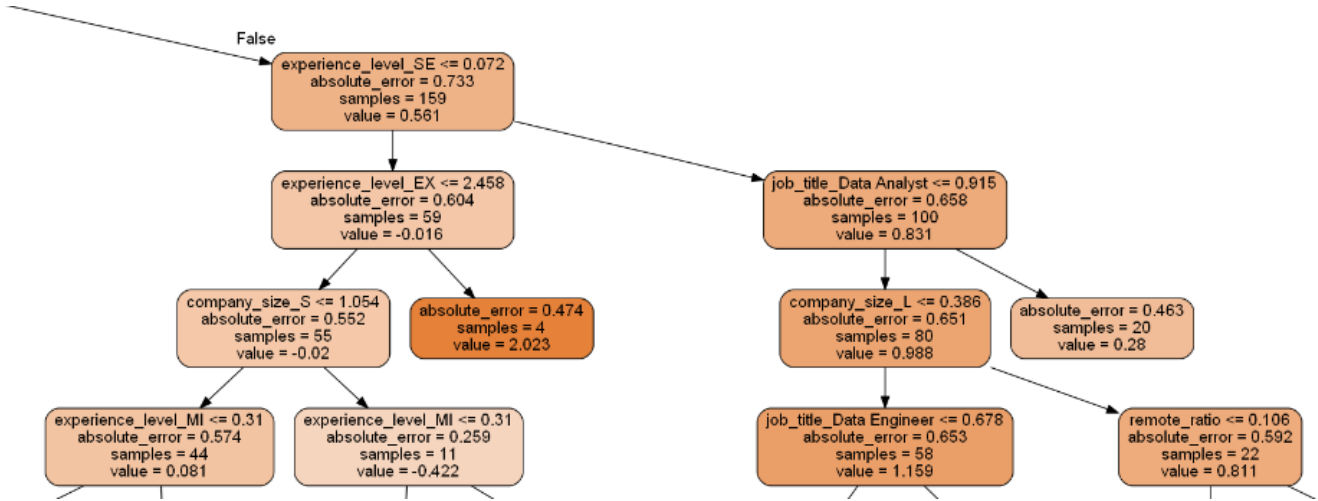 False
experience_level_SE <= 0.072
absolute_error = 0.733
samples = 159
value = 0.561
experience_level_EX <= 2.458
absolute_error = 0.604
samples = 59
value = -0.016
job_title_Data Analyst <= 0.915
absolute_error = 0.658
samples = 100
value = 0.831
company_size_S <= 1.054
absolute_error = 0.552
samples = 55
value = -0.02
absolute_error = 0.474
samples = 4
value = 2.023
company_size_L <= 0.386
absolute_error = 0.651
samples = 80
value = 0.988
absolute_error = 0.463
samples = 20
value = 0.28
experience_level_MI <= 0.31
absolute_error = 0.574
samples = 44
value = 0.081
experience_level_MI <= 0.31
absolute_error = 0.259
samples = 11
value = -0.422
job_title_Data Engineer <= 0.678
absolute_error = 0.653
samples = 58
value = 1.159
remote_ratio <= 0.106
absolute_error = 0.592
samples = 22
value = 0.811